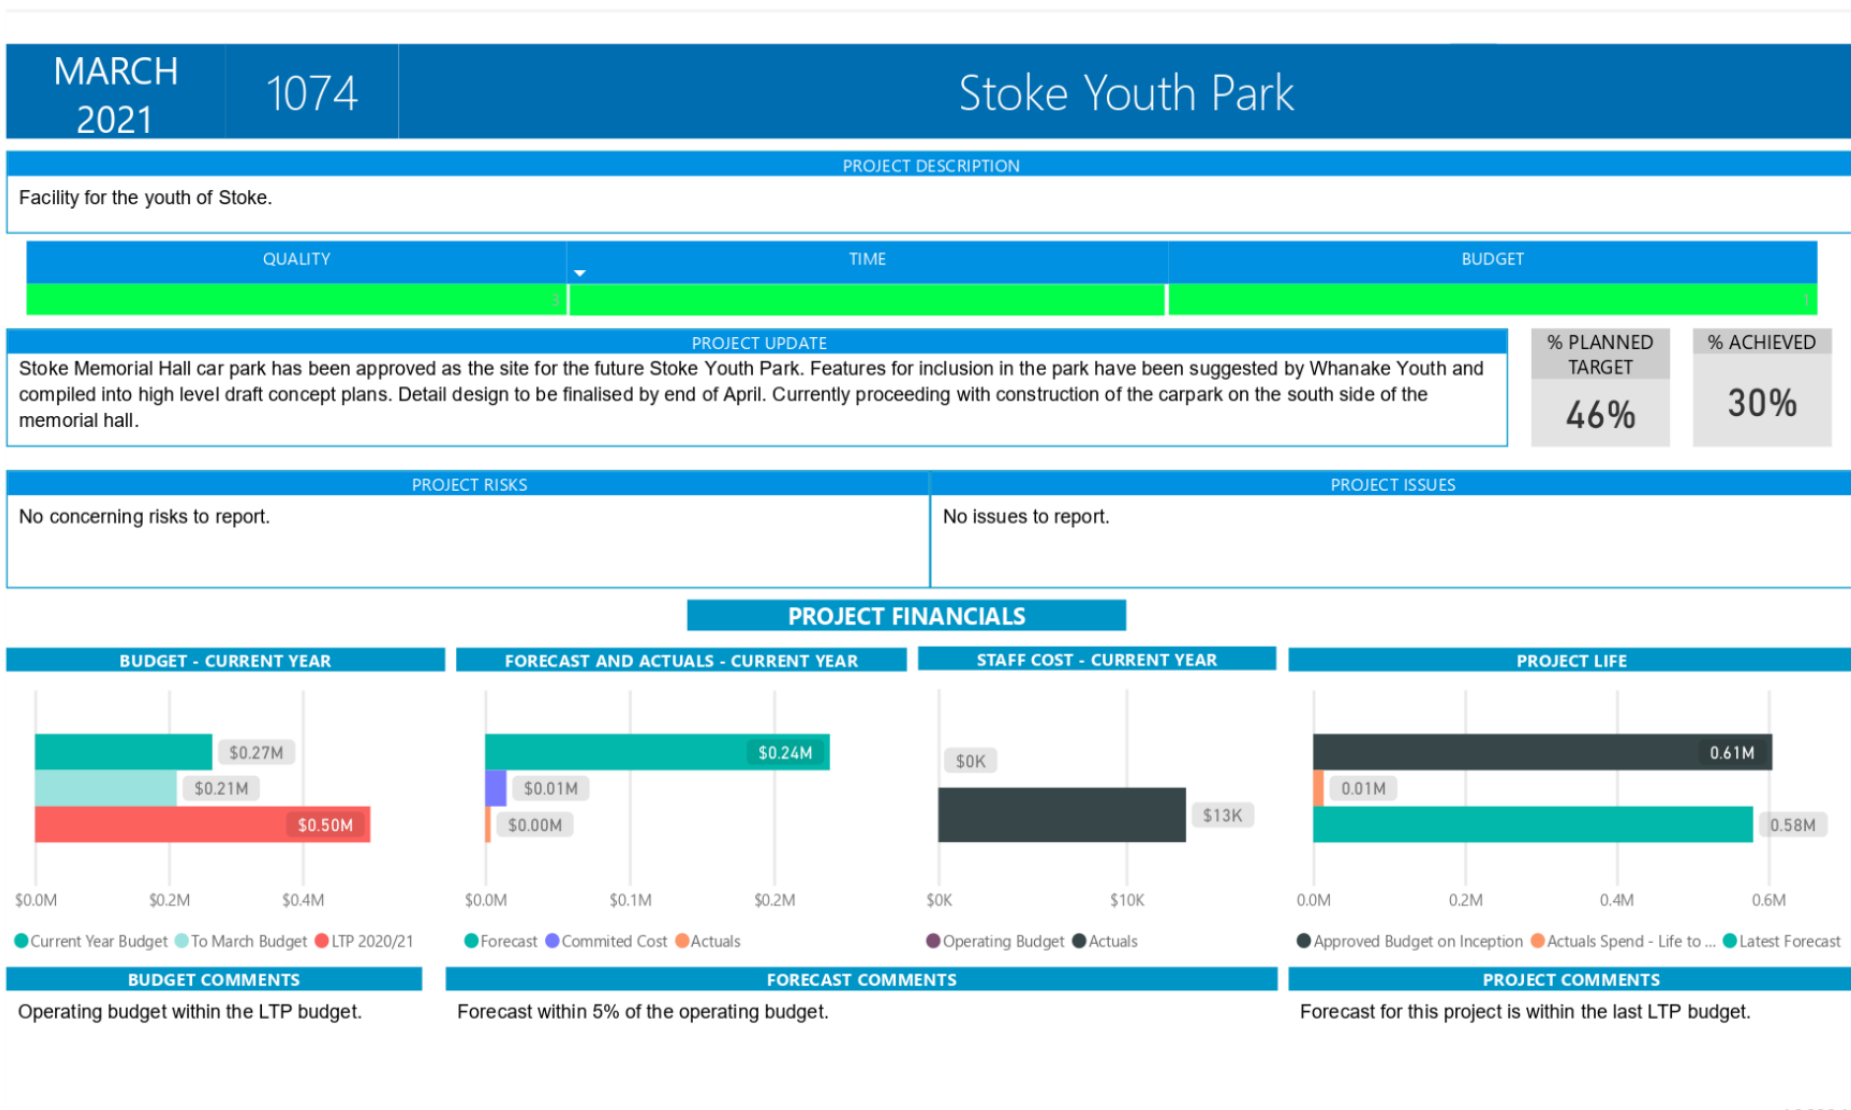 MARCH
2021
1074
Stoke Youth Park
PROJECT DESCRIPTION
Facility for the youth of Stoke.
QUALITY
TIME
BUDGET
3
1
PROJECT UPDATE
Stoke Memorial Hall car park has been approved as the site for the future Stoke Youth Park. Features for inclusion in the park have been suggested by Whanake Youth and
compiled into high level draft concept plans. Detail design to be finalised by end of April. Currently proceeding with construction of the carpark on the south side of the
memorial hall.
% PLANNED
TARGET
46%
% ACHIEVED
30%
PROJECT RISKS
No concerning risks to report.
PROJECT ISSUES
No issues to report.
PROJECT FINANCIALS
BUDGET - CURRENT YEAR
$0.27M
$0.21M
$0.50M
$0.0M $0.2M $0.4M
Current Year Budget To March Budget LTP 2020/21
FORECAST AND ACTUALS - CURRENT YEAR
$0.24M
$0.01M
$0.00M
$0.0M $0.1M $0.2M
Forecast Commited Cost Actuals
STAFF COST - CURRENT YEAR
$0K
$13K
$0K $10K
Operating Budget Actuals
PROJECT LIFE
0.61M
0.01M
0.58M
0.0M 0.2M 0.4M 0.6M
Approved Budget on Inception Actuals Spend - Life to ... Latest Forecast
BUDGET COMMENTS
Operating budget within the LTP budget.
FORECAST COMMENTS
Forecast within 5% of the operating budget.
PROJECT COMMENTS
Forecast for this project is within the last LTP budget.